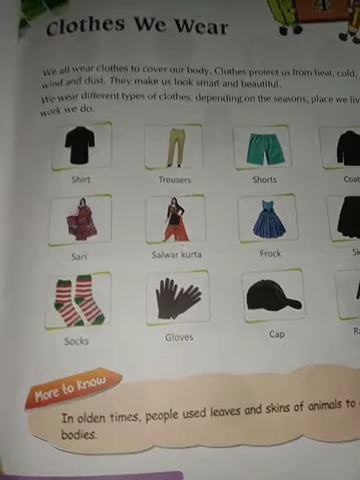 Clothes We Wear
We all wear clothes to cover our body. Clothes protect us from heat, cold,
wind and dust. They make us look smart and beautiful.
We wear different types of clothes, depending on the seasons, place we liv
work we do.
Shirt Trousers Shorts Coat
Sari Salwar kurta Frock Sk
Socks Gloves Cap R
More to Know
In olden times, people used leaves and skins of animals to
bodies.